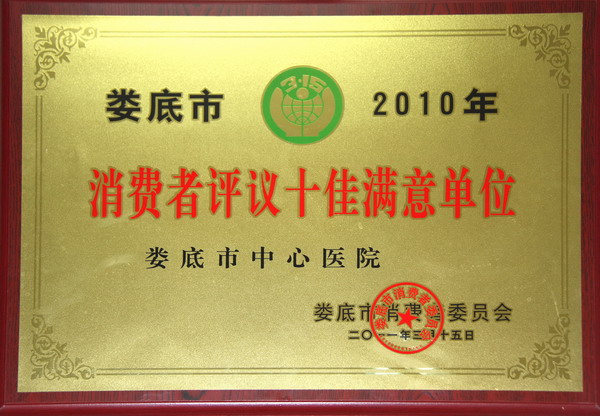 娄底市 3·15 2010年
消费者评议十佳满意单位
娄底市中心医院
娄底市消费者委员会
二〇一一年三月十五日